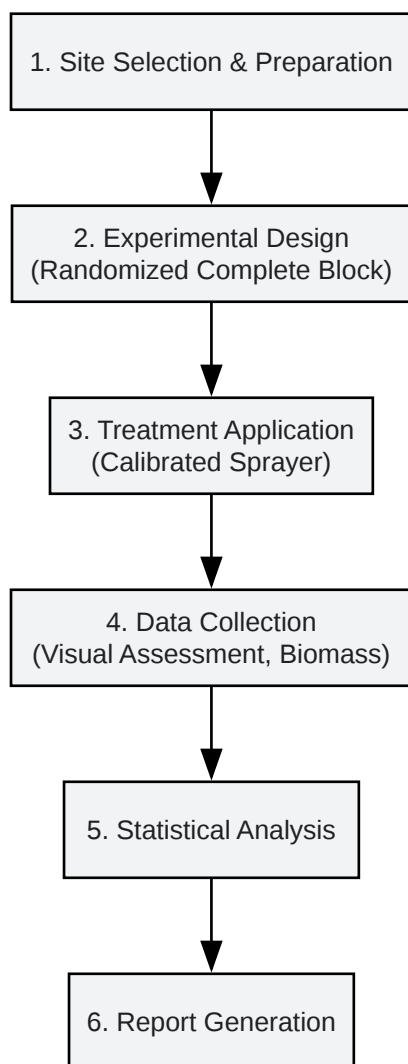 1. Site Selection & Preparation
2. Experimental Design
(Randomized Complete Block)
3. Treatment Application
(Calibrated Sprayer)
4. Data Collection
(Visual Assessment, Biomass)
5. Statistical Analysis
6. Report Generation